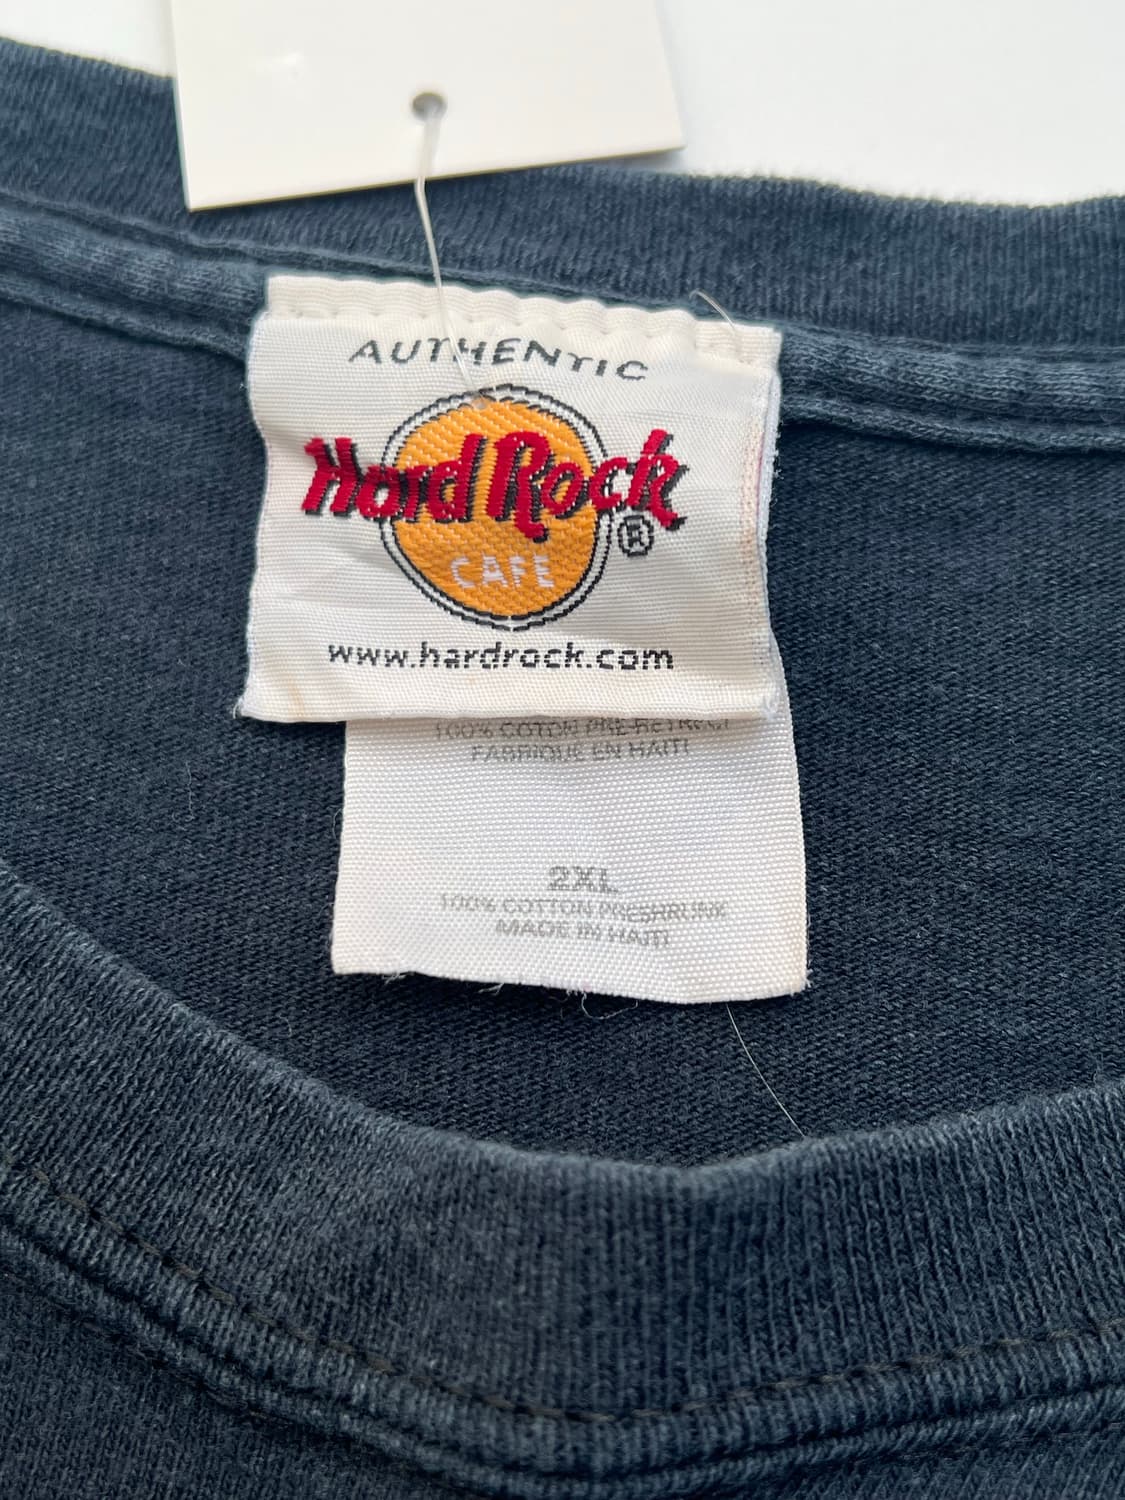 AUTHENTIC
Hard Rock
CAFE
®
www.hardrock.com
100% COTON PRE-RETRECI
FABRIQUE EN HAITI
2XL
100% COTTON PRESHRUNK
MADE IN HAITI